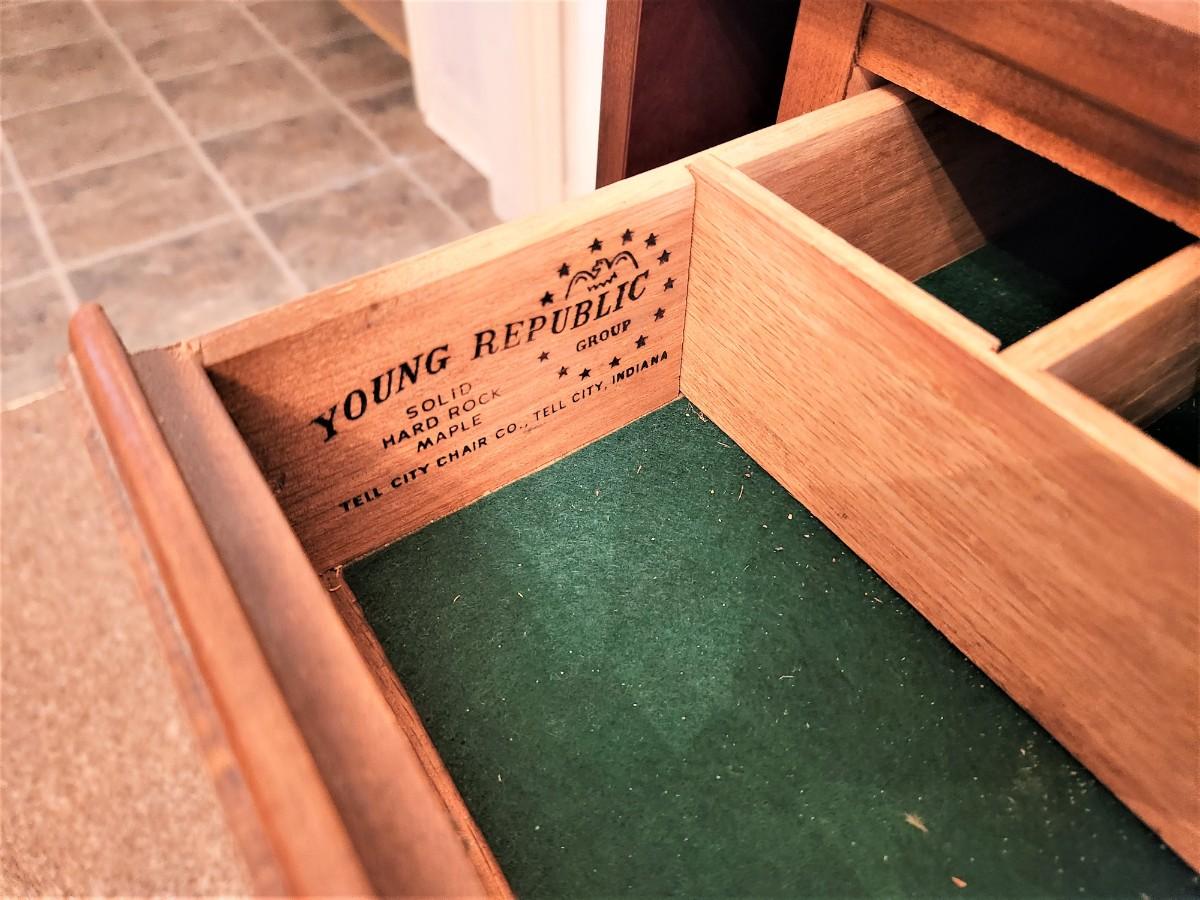 YOUNG REPUBLIC
GROUP
SOLID
HARD ROCK
MAPLE
TELL CITY CHAIR CO., TELL CITY, INDIANA